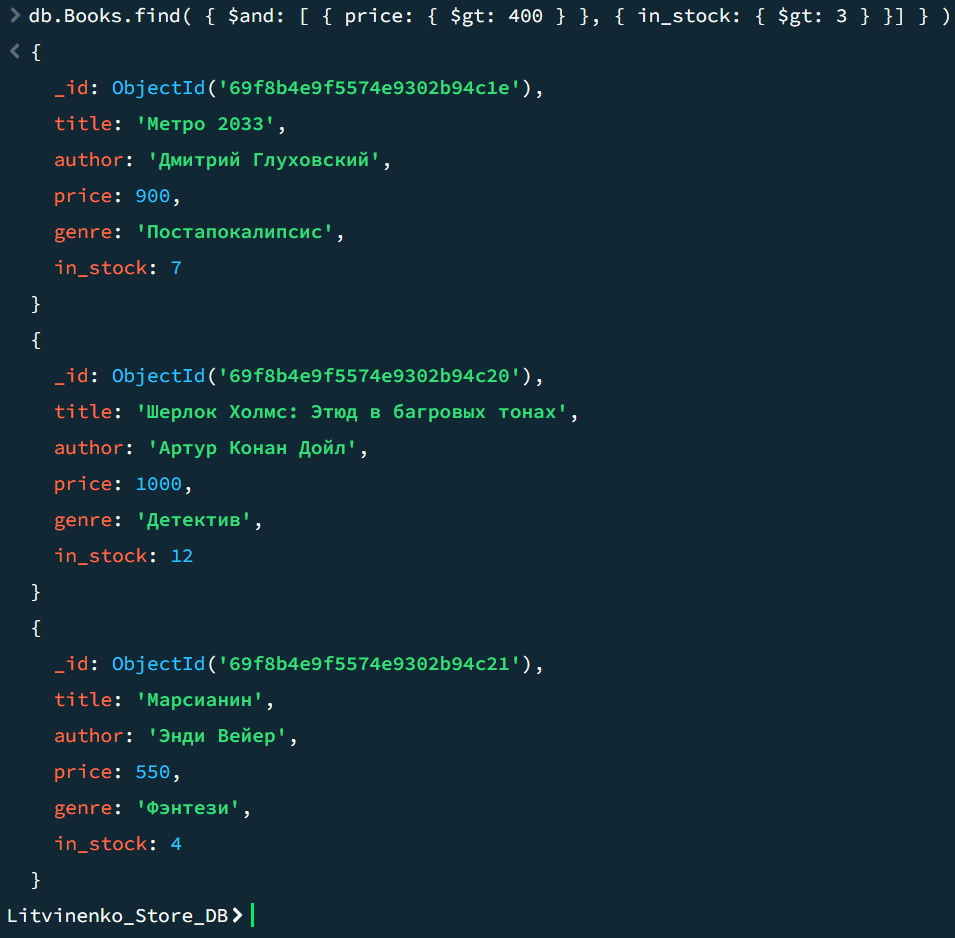 > db.Books.find( { $and: [ { price: { $gt: 400 } }, { in_stock: { $gt: 3 } }] } )
< {
_id: ObjectId('69f8b4e9f5574e9302b94c1e'),
title: 'Метро 2033',
author: 'Дмитрий Глуховский',
price: 900,
genre: 'Постапокалипсис',
in_stock: 7
}
{
_id: ObjectId('69f8b4e9f5574e9302b94c20'),
title: 'Шерлок Холмс: Этюд в багровых тонах',
author: 'Артур Конан Дойл',
price: 1000,
genre: 'Детектив',
in_stock: 12
}
{
_id: ObjectId('69f8b4e9f5574e9302b94c21'),
title: 'Марсианин',
author: 'Энди Вейер',
price: 550,
genre: 'Фэнтези',
in_stock: 4
}
Litvinenko_Store_DB>